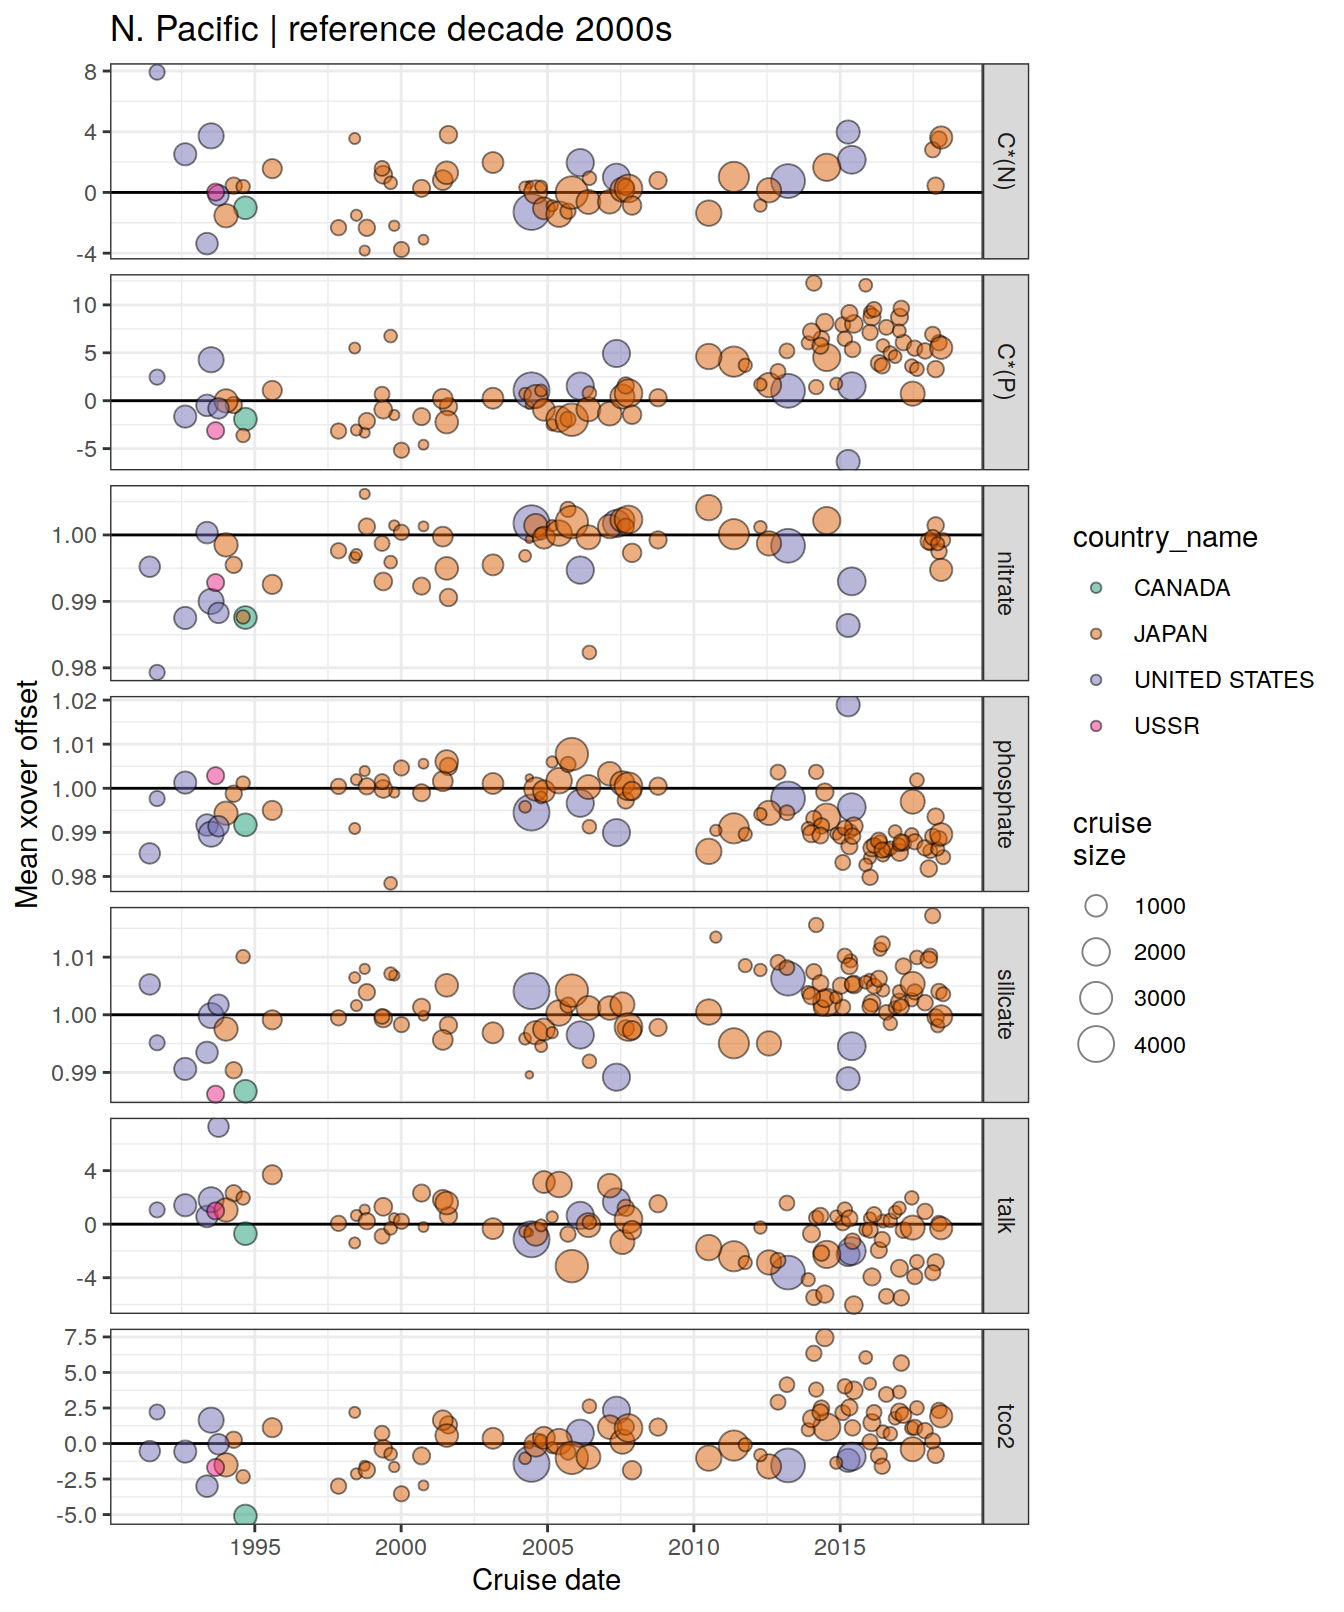 N. Pacific | reference decade 2000s
8
4
0
-4
C*(N)
10
5
0
-5
C*(P)
1.00
0.99
0.98
nitrate
1.02
1.01
1.00
0.99
0.98
phosphate
1.01
1.00
0.99
silicate
4
0
-4
talk
7.5
5.0
2.5
0.0
-2.5
-5.0
tco2
1995
2000
2005
2010
2015
Cruise date
Mean xover offset
country_name
CANADA
JAPAN
UNITED STATES
USSR
cruise
size
1000
2000
3000
4000